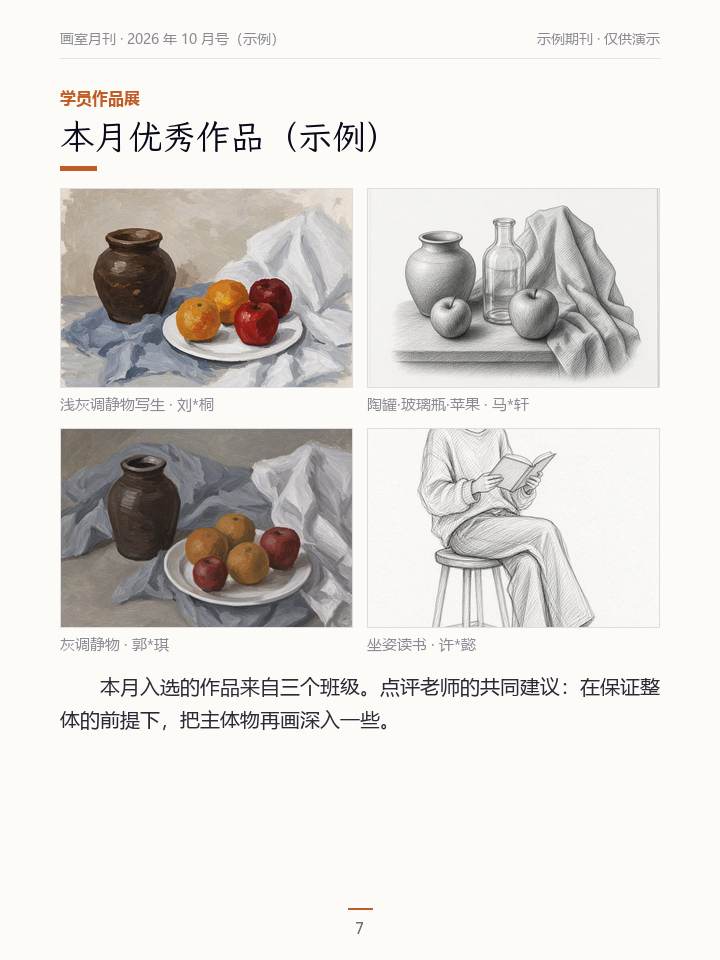 画室月刊 · 2026 年 10 月号（示例）
示例期刊 · 仅供演示
学员作品展
本月优秀作品（示例）
浅灰调静物写生 · 刘*桐
陶罐·玻璃瓶·苹果 · 马*轩
灰调静物 · 郭*琪
坐姿读书 · 许*懿
本月入选的作品来自三个班级。点评老师的共同建议：在保证整
体的前提下，把主体物再画深入一些。
7